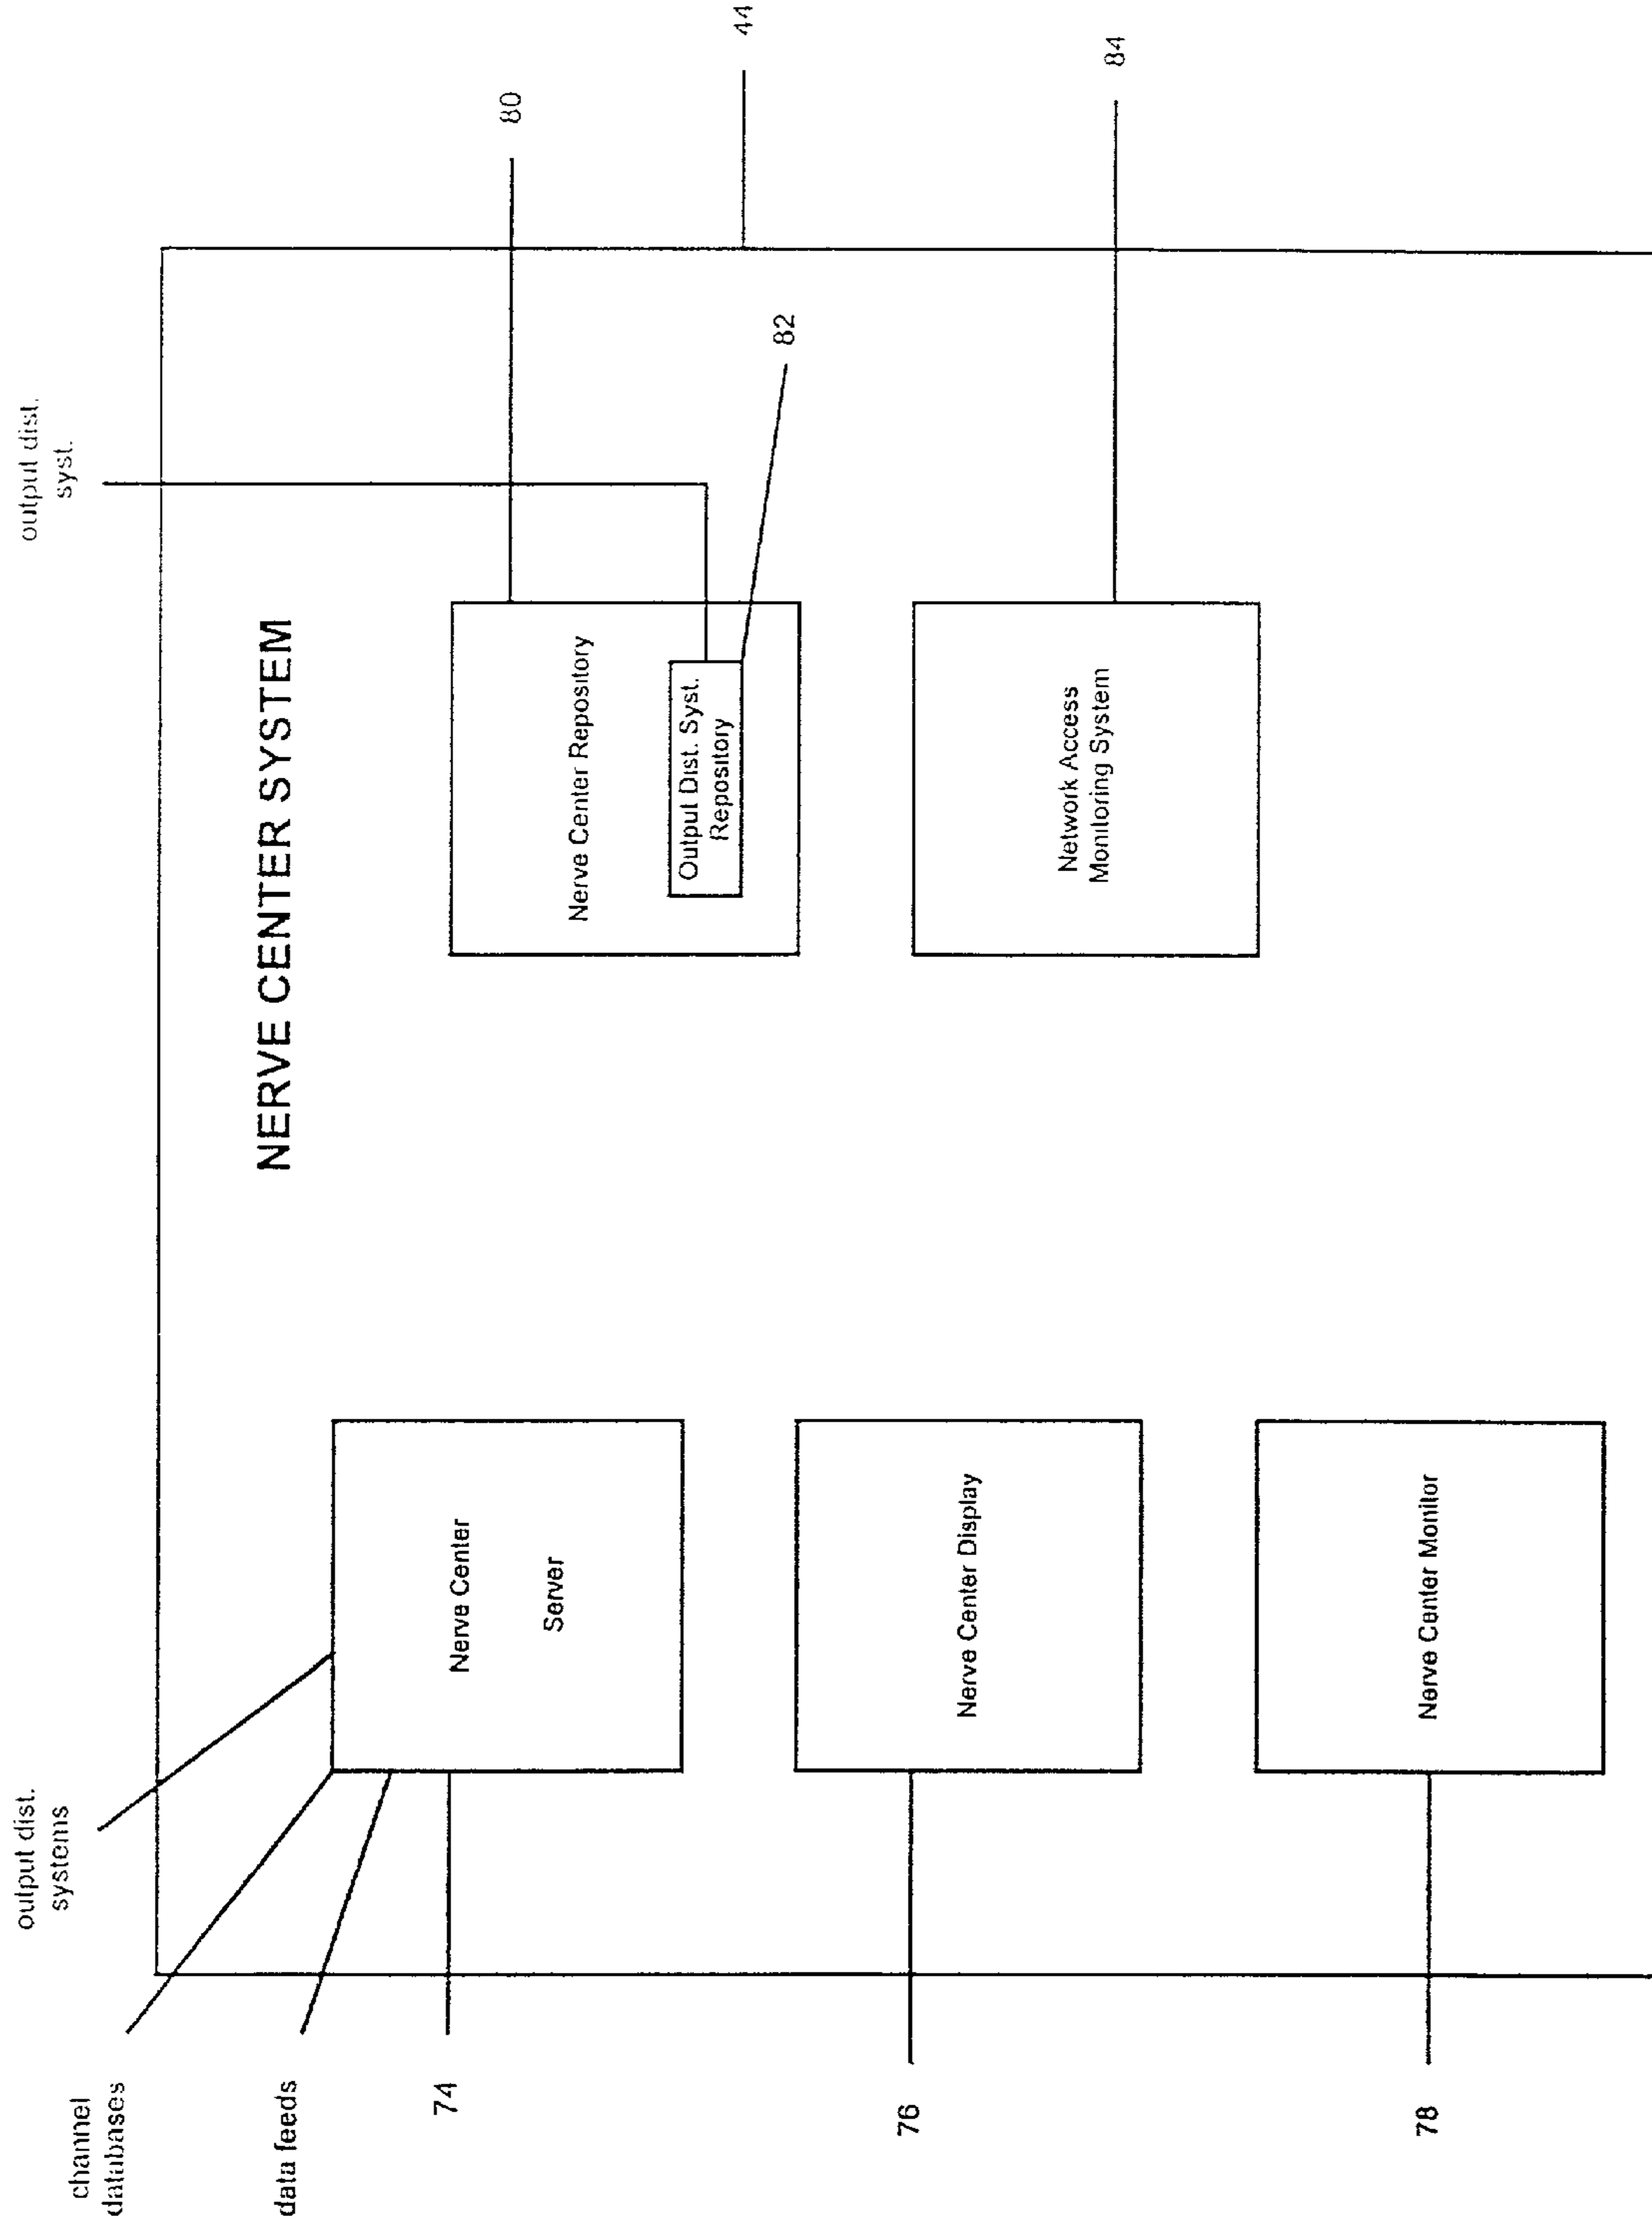 output dist.
systems
output dist.
syst.
channel
databases
data feeds
NERVE CENTER SYSTEM
Nerve Center
Server
74
Nerve Center Repository
80
Output Dist. Syst.
Repository
82
44
Nerve Center Display
76
Network Access
Monitoring System
84
Nerve Center Monitor
78